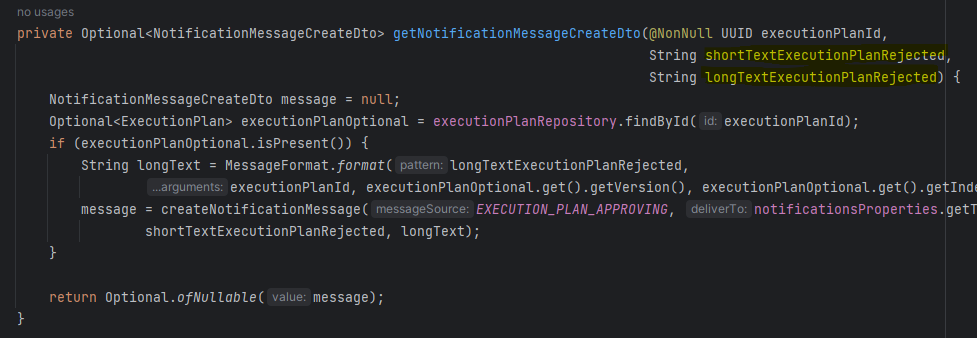 no usages
private Optional<NotificationMessageCreateDto> getNotificationMessageCreateDto(@NonNull UUID executionPlanId,
String shortTextExecutionPlanRejected,
String longTextExecutionPlanRejected) {
NotificationMessageCreateDto message = null;
Optional<ExecutionPlan> executionPlanOptional = executionPlanRepository.findById( id: executionPlanId);
if (executionPlanOptional.isPresent()) {
String longText = MessageFormat.format( pattern: longTextExecutionPlanRejected,
...arguments: executionPlanId, executionPlanOptional.get().getVersion(), executionPlanOptional.get().getInde
message = createNotificationMessage( messageSource: EXECUTION_PLAN_APPROVING, deliverTo: notificationsProperties.getT
shortTextExecutionPlanRejected, longText);
}
return Optional.ofNullable( value: message);
}